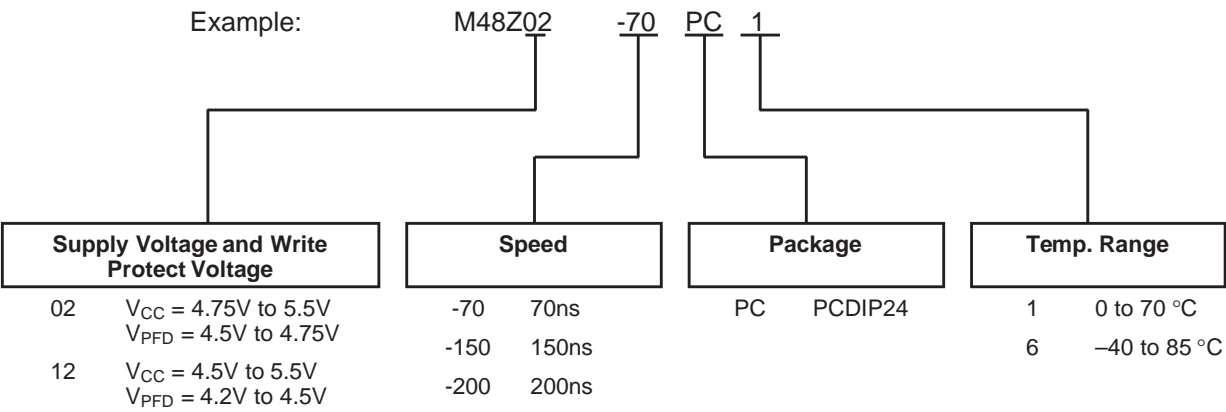 Example: M48Z02 -70 PC 1
Supply Voltage and Write
Protect Voltage
02 VCC = 4.75V to 5.5V
VPFD = 4.5V to 4.75V
12 VCC = 4.5V to 5.5V
VPFD = 4.2V to 4.5V
Speed
-70 70ns
-150 150ns
-200 200ns
Package
PC PCDIP24
Temp. Range
1 0 to 70 °C
6 –40 to 85 °C